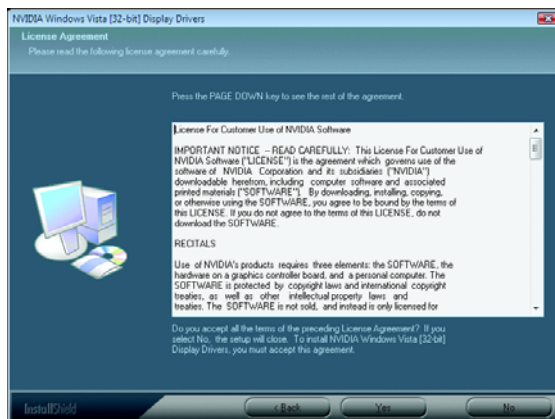 NVIDIA Windows Vista [32-bit] Display Drivers
License Agreement
Please read the following license agreement carefully.
Press the PAGE DOWN key to see the rest of the agreement.
License For Customer Use of NVIDIA Software
IMPORTANT NOTICE -- READ CAREFULLY: This License For Customer Use of
NVIDIA Software ("LICENSE") is the agreement which governs use of the
software of NVIDIA Corporation and its subsidiaries ("NVIDIA")
downloadable herefrom, including computer software and associated
printed materials ("SOFTWARE"). By downloading, installing, copying,
or otherwise using the SOFTWARE, you agree to be bound by the terms of
this LICENSE. If you do not agree to the terms of this LICENSE, do not
download the SOFTWARE.
RECITALS
Use of NVIDIA's products requires three elements: the SOFTWARE, the
hardware on a graphics controller board, and a personal computer. The
SOFTWARE is protected by copyright laws and international copyright
treaties, as well as other intellectual property laws and
treaties. The SOFTWARE is not sold, and instead is only licensed for
Do you accept all the terms of the preceding License Agreement? If you
select No, the setup will close. To install NVIDIA Windows Vista [32-bit]
Display Drivers, you must accept this agreement.
InstallShield
< Back
Yes
No